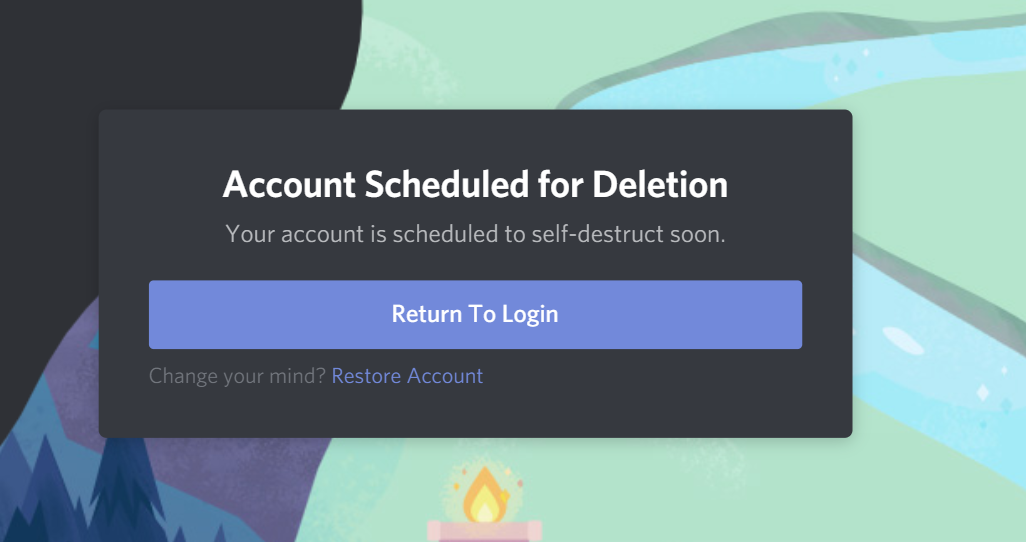 Account Scheduled for Deletion
Your account is scheduled to self-destruct soon.
Return To Login
Change your mind? Restore Account